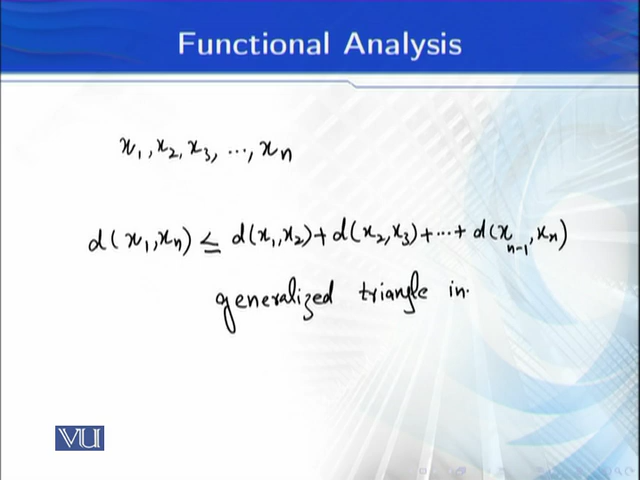 Functional Analysis
x₁, x₂, x₃, ..., xₙ
d(x₁, xₙ) ≤ d(x₁, x₂) + d(x₂, x₃) + ... + d(xₙ₋₁, xₙ)
generalized triangle in.
VU